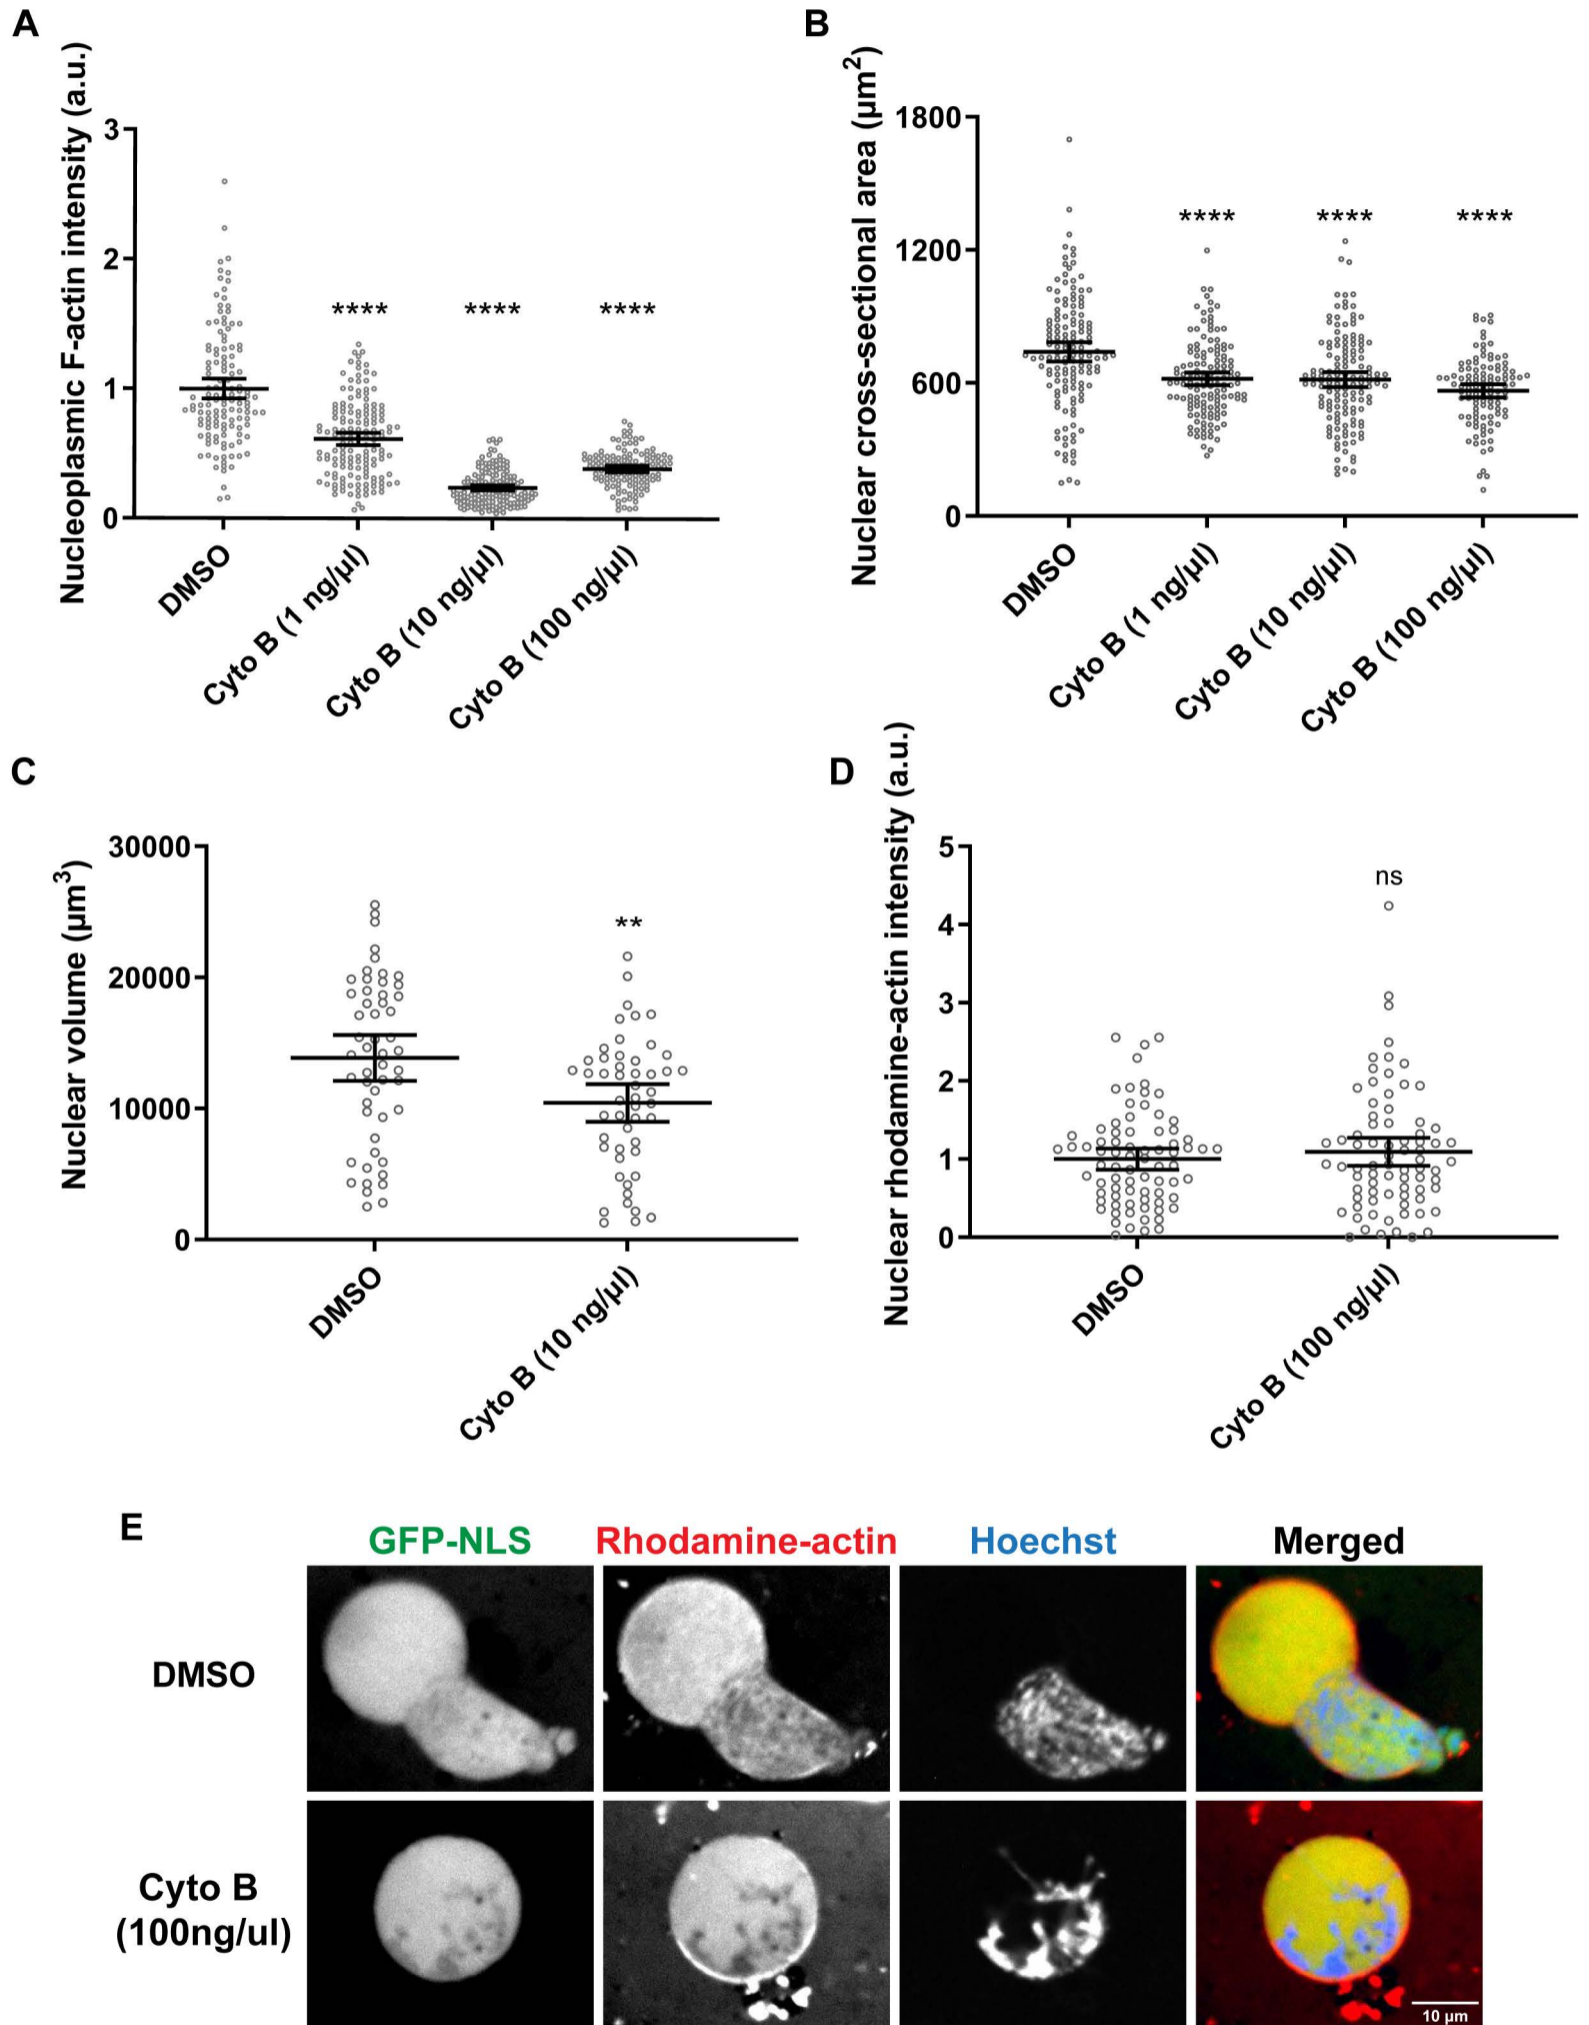 A
Nucleoplasmic F-actin intensity (a.u.)
3
2
1
0
****
****
****
DMSO
Cyto B (1 ng/µl)
Cyto B (10 ng/µl)
Cyto B (100 ng/µl)
B
Nuclear cross-sectional area (µm²)
1800
1200
600
0
****
****
****
DMSO
Cyto B (1 ng/µl)
Cyto B (10 ng/µl)
Cyto B (100 ng/µl)
C
Nuclear volume (µm³)
30000
20000
10000
0
**
DMSO
Cyto B (10 ng/µl)
D
Nuclear rhodamine-actin intensity (a.u.)
5
4
3
2
1
0
ns
DMSO
Cyto B (100 ng/µl)
E
GFP-NLS
Rhodamine-actin
Hoechst
Merged
DMSO
Cyto B
(100ng/ul)
10 µm